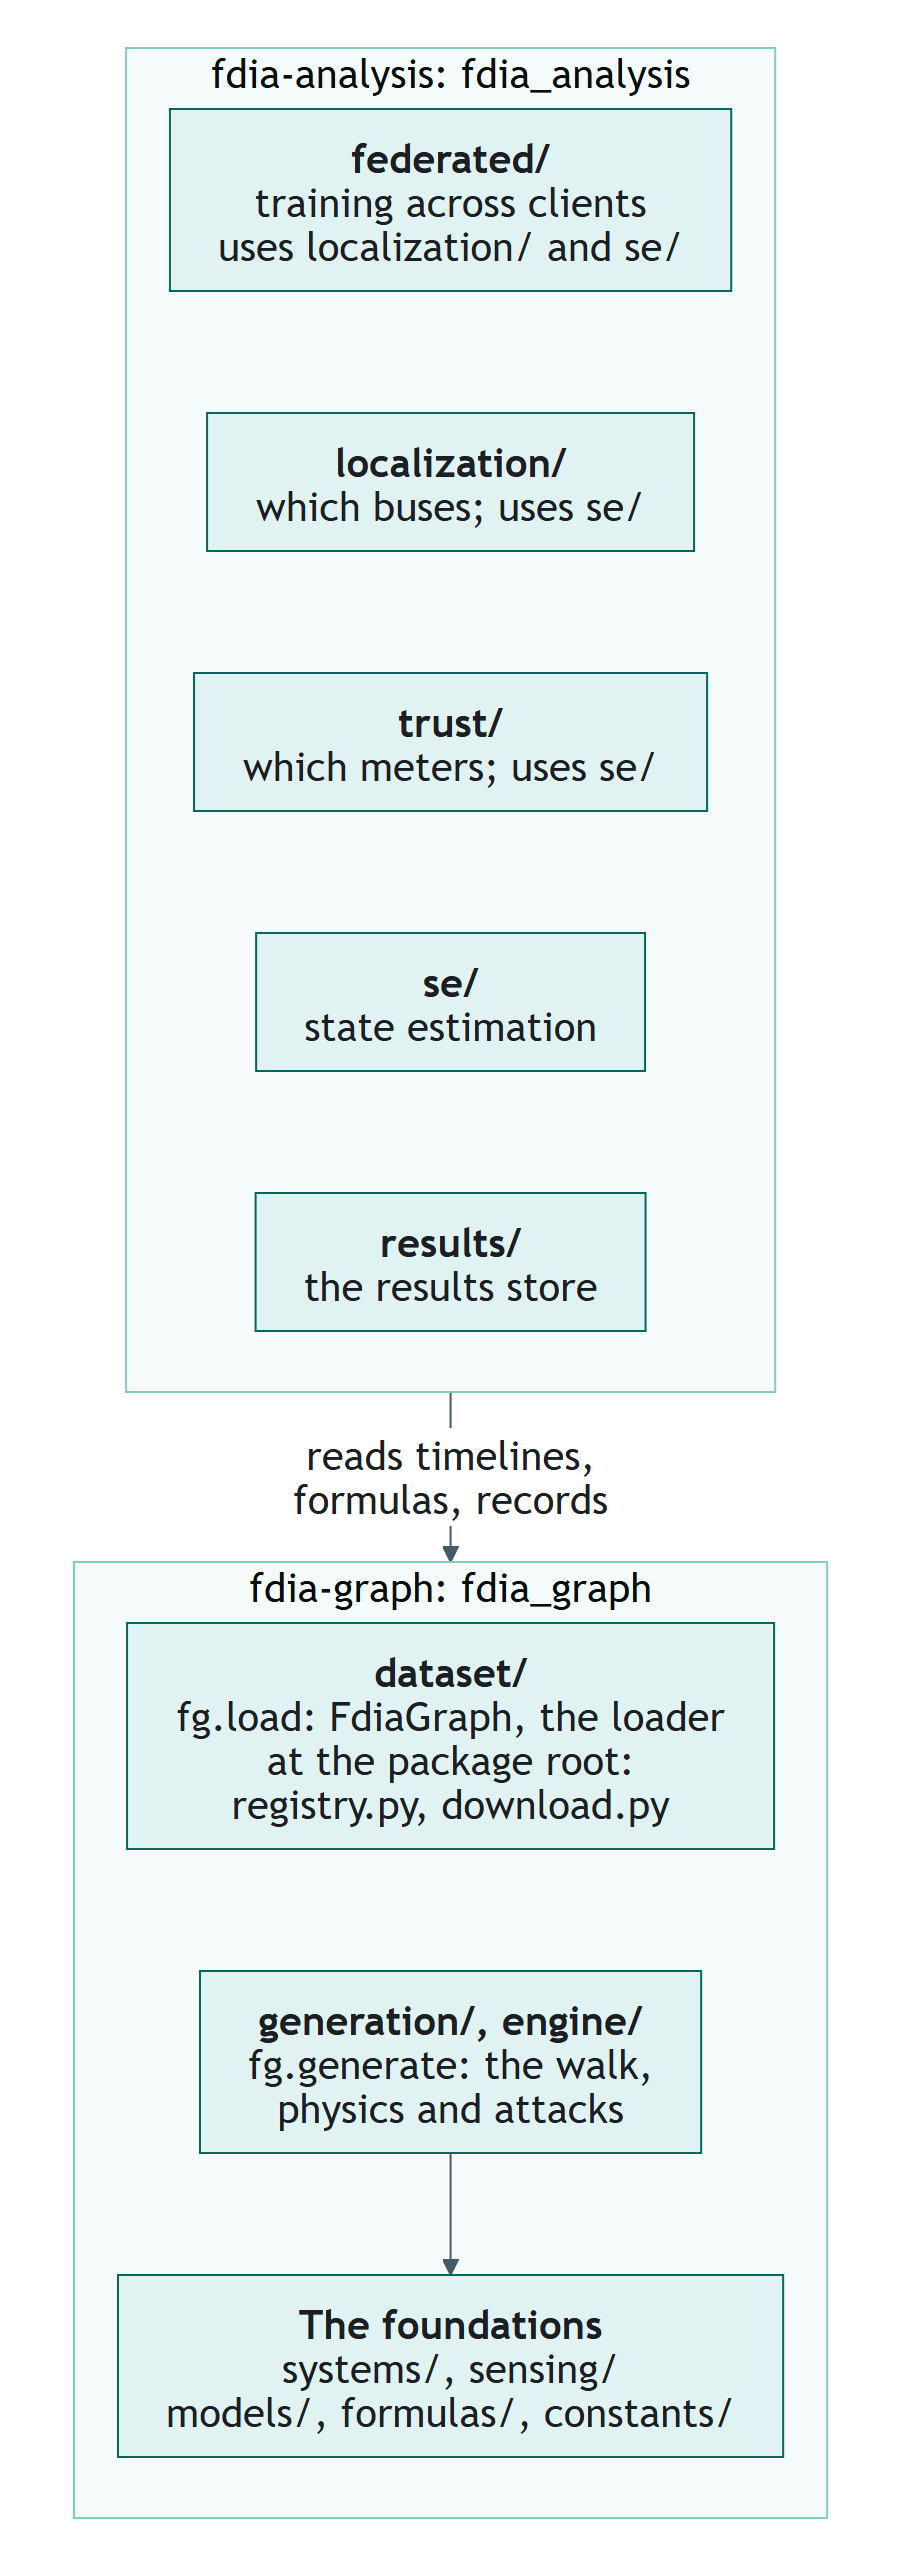 fdia-analysis: fdia_analysis
federated/
training across clients
uses localization/ and se/
localization/
which buses; uses se/
trust/
which meters; uses se/
se/
state estimation
results/
the results store
reads timelines,
formulas, records
fdia-graph: fdia_graph
dataset/
fg.load: FdiaGraph, the loader
at the package root:
registry.py, download.py
generation/, engine/
fg.generate: the walk,
physics and attacks
The foundations
systems/, sensing/
models/, formulas/, constants/